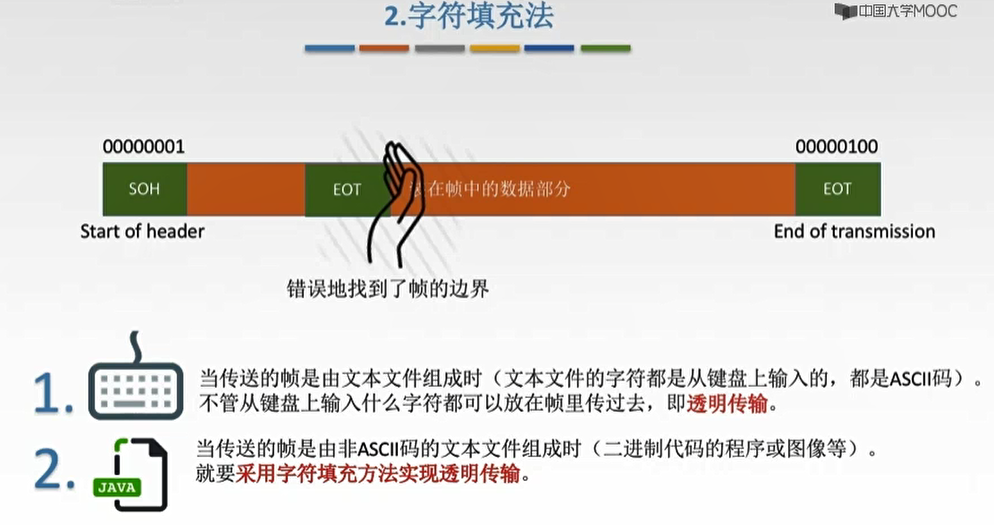 2.字符填充法
中国大学MOOC
00000001
00000100
SOH
EOT
在帧中的数据部分
EOT
Start of header
End of transmission
错误地找到了帧的边界
1.
当传送的帧是由文本文件组成时（文本文件的字符都是从键盘上输入的，都是ASCII码）。
不管从键盘上输入什么字符都可以放在帧里传过去，即透明传输。
2.
JAVA
当传送的帧是由非ASCII码的文本文件组成时（二进制代码的程序或图像等）。
就要采用字符填充方法实现透明传输。